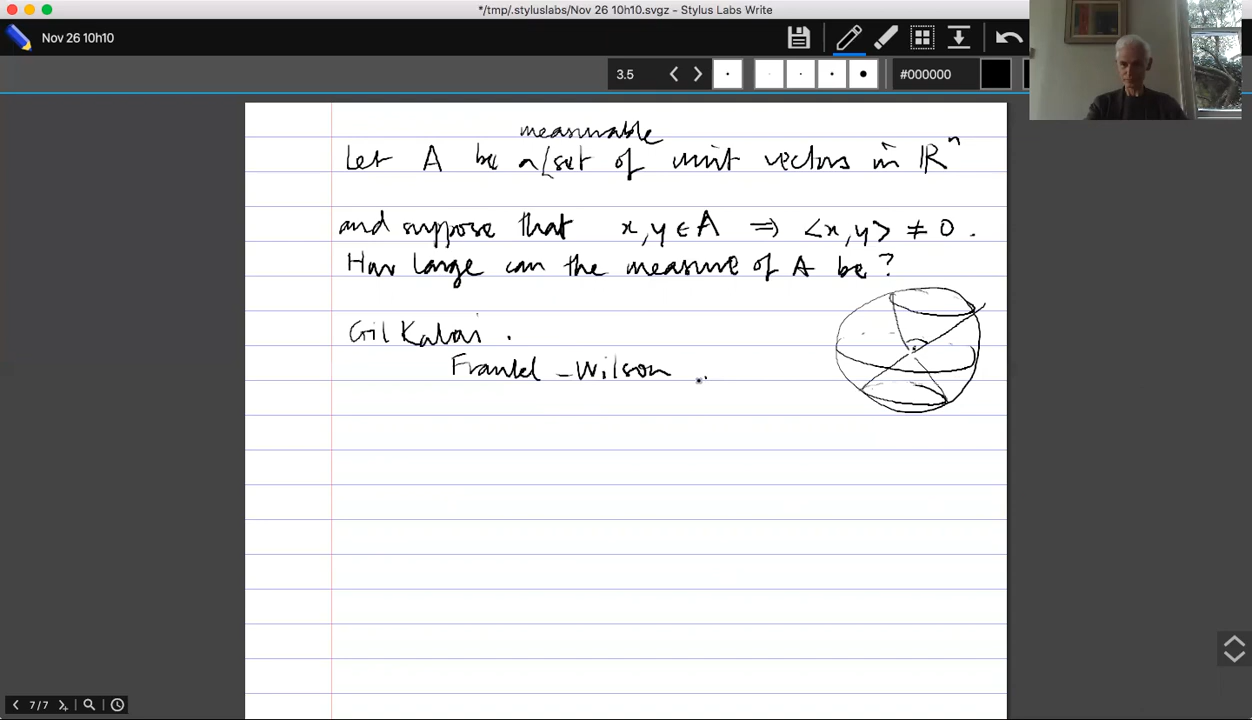 */tmp/.styluslabs/Nov 26 10h10.svgz - Stylus Labs Write
Nov 26 10h10
3.5
#000000
measurable
Let A be a set of unit vectors in ℝⁿ
and suppose that x, y ∈ A ⇒ <x, y> ≠ 0.
How large can the measure of A be?
Gil Kalai.
Frankl - Wilson.
7/7